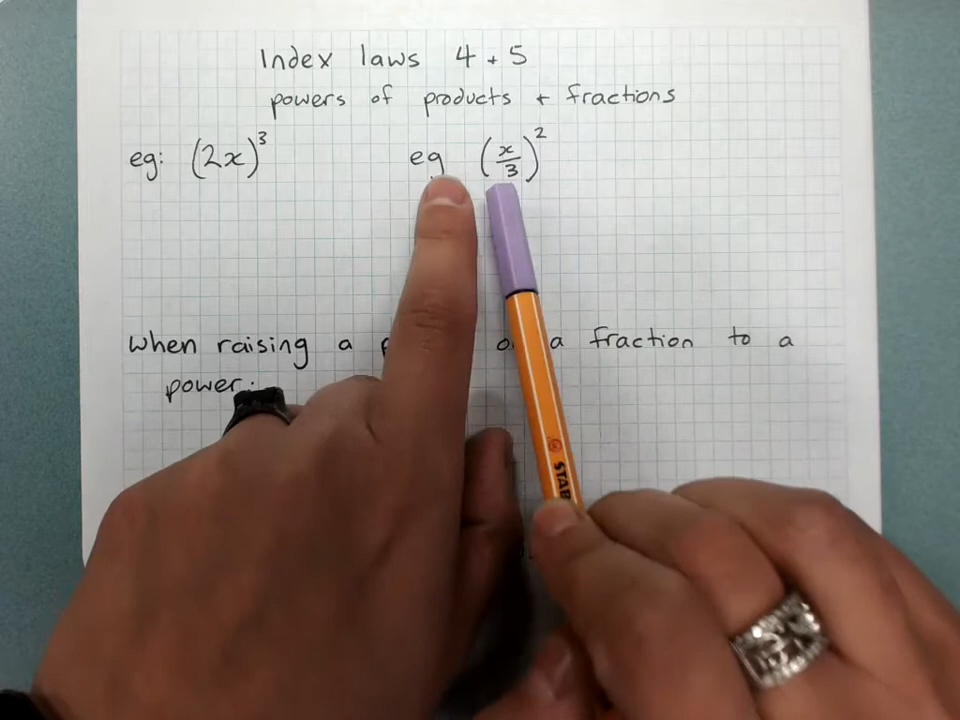 Index laws 4 + 5
powers of products + fractions
eg: (2x)³ eg (x/3)²
When raising a a fraction to a
power:
STAB